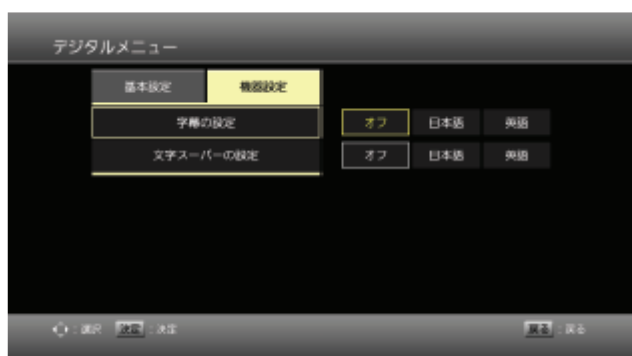 デジタルメニュー
基本設定 機器設定
字幕の設定 オフ 日本語 英語
文字スーパーの設定 オフ 日本語 英語
:選択 決定 :決定 戻る :戻る